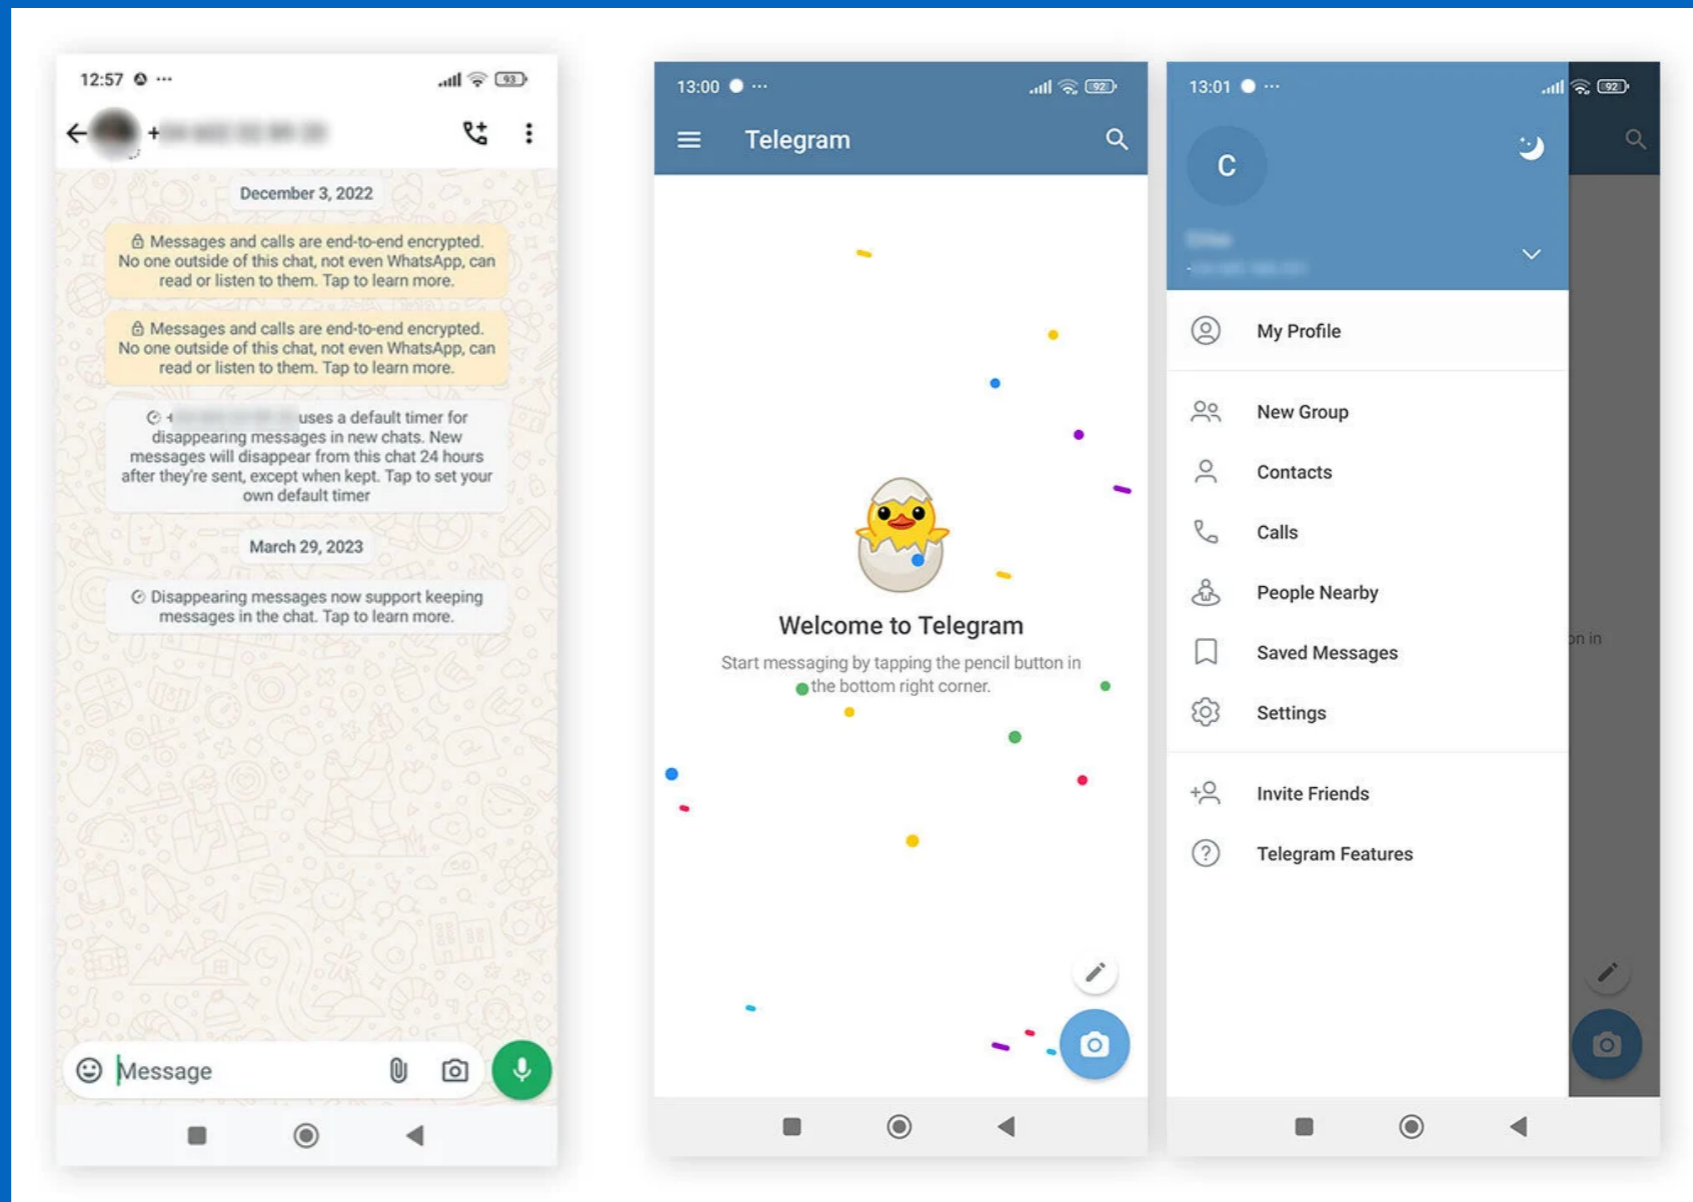 12:57
93
+
December 3, 2022
Messages and calls are end-to-end encrypted.
No one outside of this chat, not even WhatsApp, can
read or listen to them. Tap to learn more.
Messages and calls are end-to-end encrypted.
No one outside of this chat, not even WhatsApp, can
read or listen to them. Tap to learn more.
uses a default timer for
disappearing messages in new chats. New
messages will disappear from this chat 24 hours
after they're sent, except when kept. Tap to set your
own default timer
March 29, 2023
Disappearing messages now support keeping
messages in the chat. Tap to learn more.
Message
13:00
92
Telegram
Welcome to Telegram
Start messaging by tapping the pencil button in
the bottom right corner.
13:01
92
C
My Profile
New Group
Contacts
Calls
People Nearby
Saved Messages
Settings
Invite Friends
Telegram Features
on in